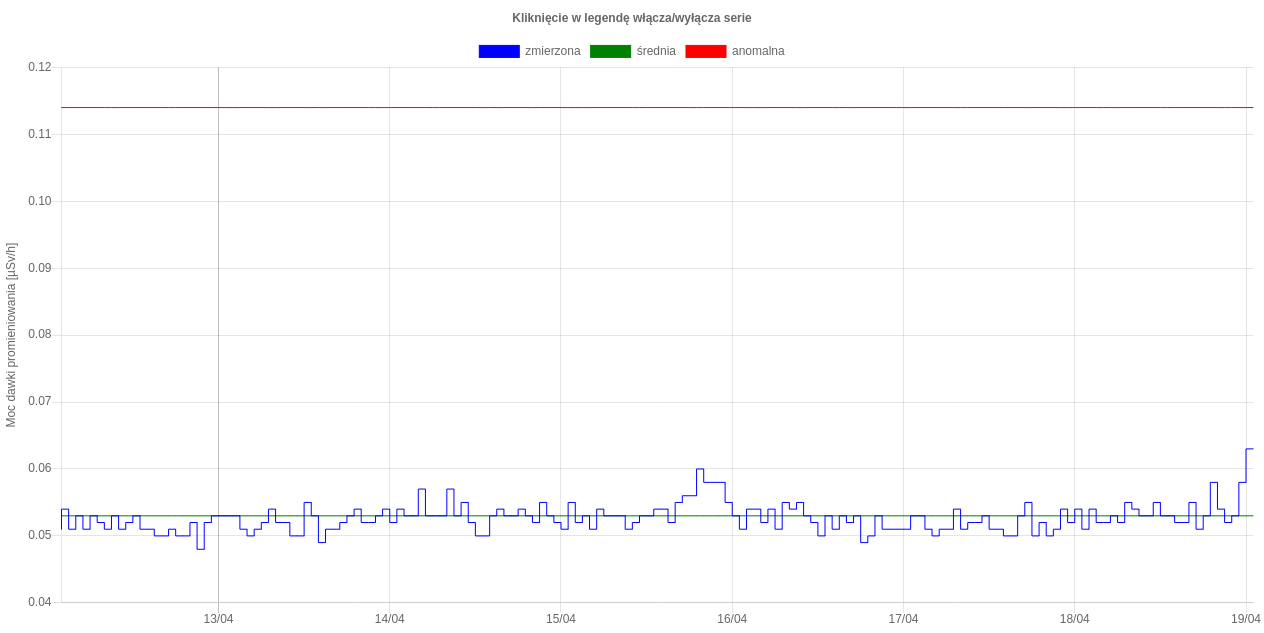 Kliknięcie w legendę włącza/wyłącza serie
zmierzona średnia anomalna
Moc dawki promieniowania [µSv/h]
0.12
0.11
0.10
0.09
0.08
0.07
0.06
0.05
0.04
13/04 14/04 15/04 16/04 17/04 18/04 19/04